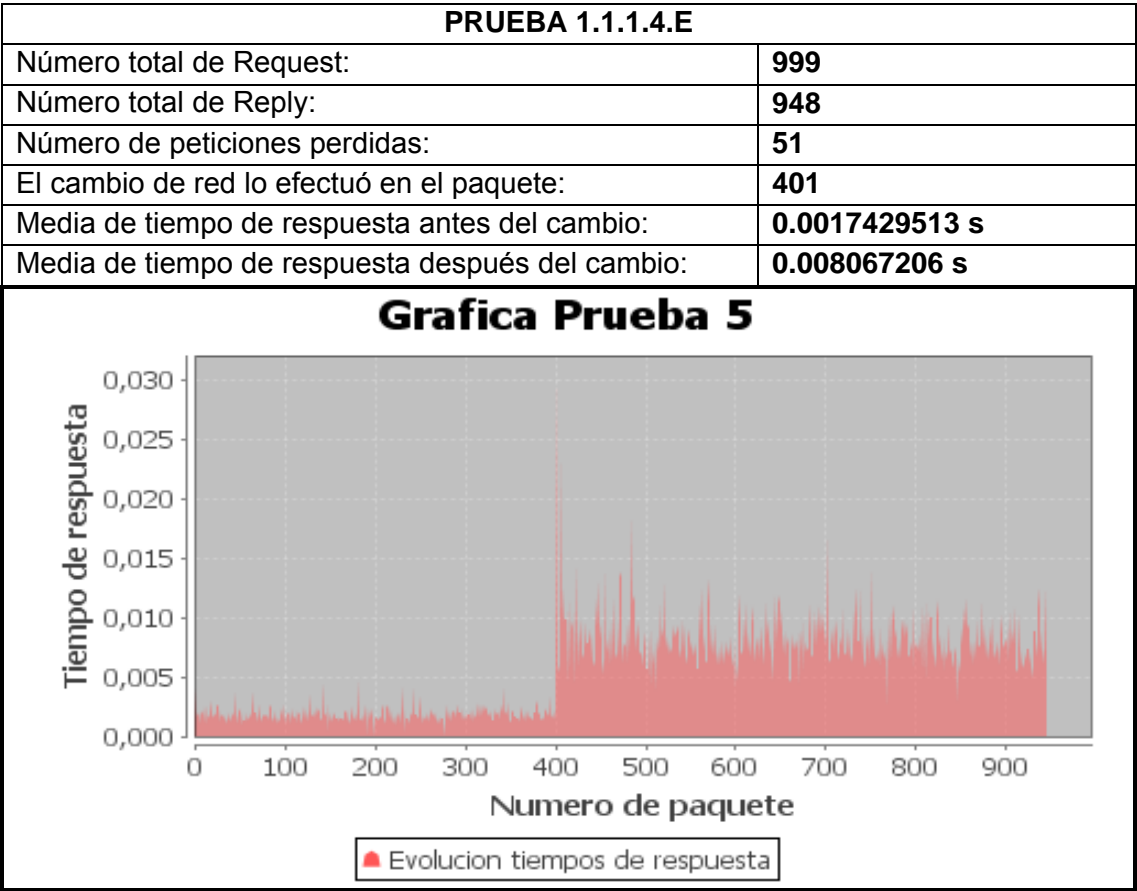 PRUEBA 1.1.1.4.E
Número total de Request: 999
Número total de Reply: 948
Número de peticiones perdidas: 51
El cambio de red lo efectuó en el paquete: 401
Media de tiempo de respuesta antes del cambio: 0.0017429513 s
Media de tiempo de respuesta después del cambio: 0.008067206 s
Grafica Prueba 5
Tiempo de respuesta
0,030
0,025
0,020
0,015
0,010
0,005
0,000
0 100 200 300 400 500 600 700 800 900
Numero de paquete
Evolucion tiempos de respuesta